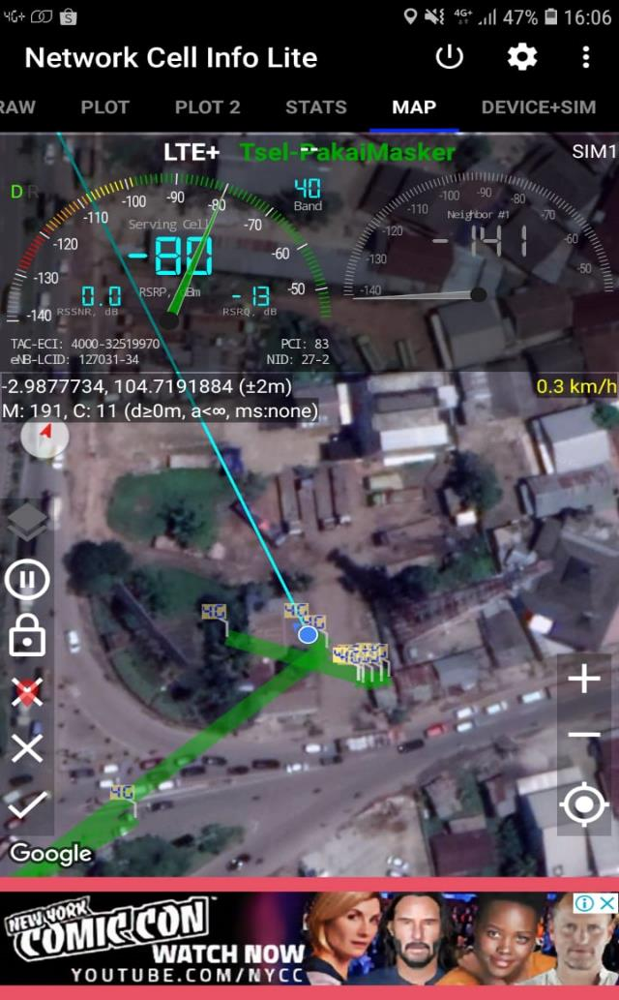 4G+ S 4G+ 47% 16:06
Network Cell Info Lite
RAW PLOT PLOT 2 STATS MAP DEVICE+SIM
LTE+ Tsel-PakaiMasker SIM1
DR
40
Band
-140 -130 -120 -110 -100 -90 -80 -70 -60 -50
Serving Cell
-80
RSRP, dBm
0.0
RSSNR, dB
-13
RSRQ, dB
-140 -130 -120 -110 -100 -90 -80 -70 -60 -50
Neighbor #1
-141
TAC-ECI: 4000-32519970 PCI: 83
eNB-LCID: 127031-34 NID: 27-2
-2.9877734, 104.7191884 (±2m) 0.3 km/h
M: 191, C: 11 (d≥0m, a<∞, ms:none)
4G
4G
4G
4G
Google
NEW YORK
COMIC CON
WATCH NOW
YOUTUBE.COM/NYCC